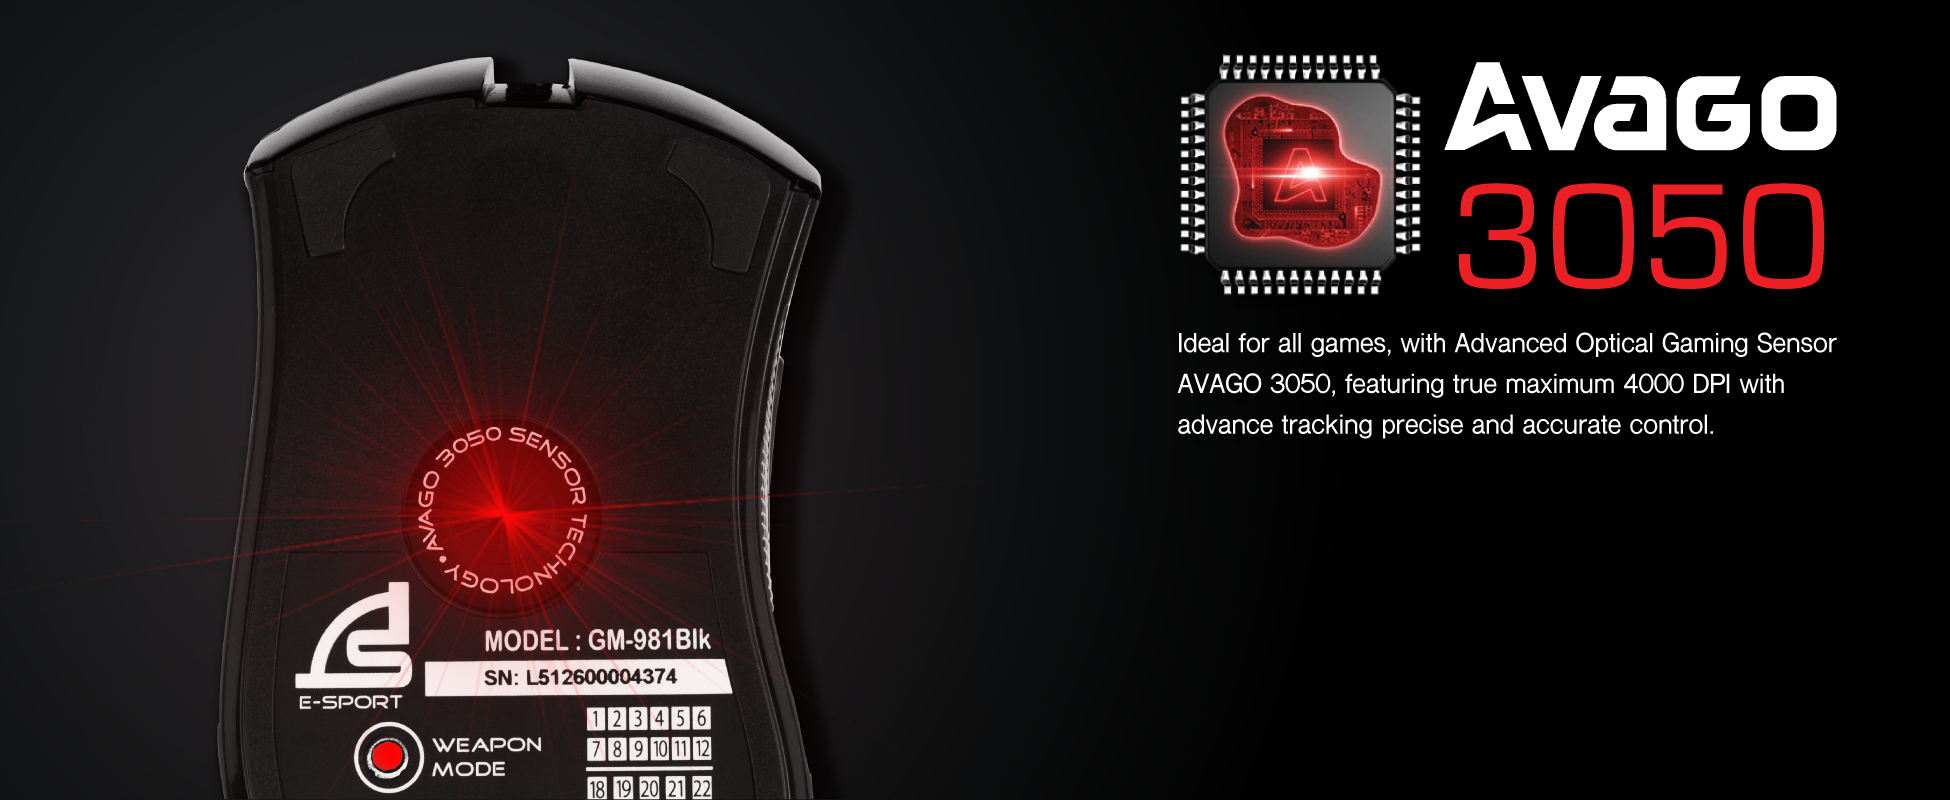 AVAGO
3050
Ideal for all games, with Advanced Optical Gaming Sensor
AVAGO 3050, featuring true maximum 4000 DPI with
advance tracking precise and accurate control.
AVAGO 3050 SENSOR TECHNOLOGY •
E-SPORT
MODEL : GM-981Blk
SN: L512600004374
WEAPON
MODE
1 2 3 4 5 6
7 8 9 10 11 12
18 19 20 21 22